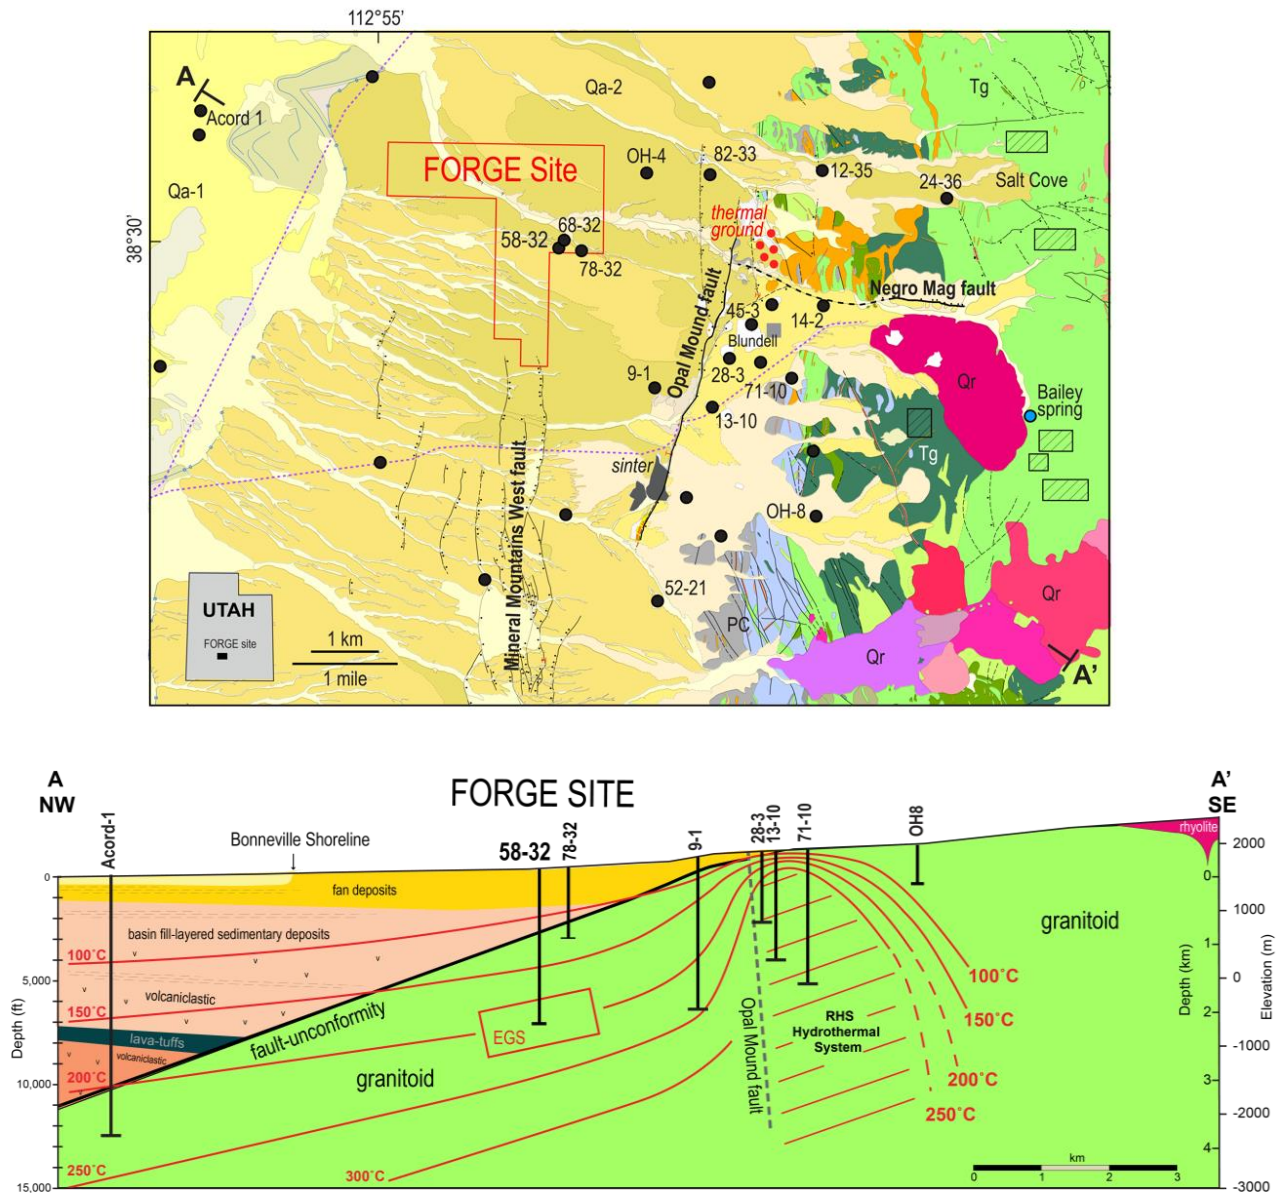 112°55'
A
Acord 1
Qa-2
Tg
FORGE Site
OH-4
82-33
12-35
Salt Cove
24-36
Qa-1
thermal
ground
68-32
58-32
78-32
38°30'
Negro Mag fault
Opal Mound fault
45-3
14-2
Blundell
28-3
9-1
71-10
Qr
Bailey
spring
13-10
Tg
sinter
Mineral Mountains West fault
OH-8
52-21
UTAH
FORGE site
1 km
1 mile
PC
Qr
Qr
A'
A
NW
FORGE SITE
A'
SE
Acord-1
Bonneville Shoreline
58-32
78-32
9-1
28-3
13-10
71-10
OH8
rhyolite
2000
0
fan deposits
0
1000
basin fill-layered sedimentary deposits
granitoid
100˚C
v
v
v
1
100˚C
5,000
v
v
0
volcaniclastic
150˚C
v
v
v
EGS
RHS
Hydrothermal
System
150˚C
2
lava-tuffs
fault-unconformity
Opal Mound fault
-1000
v
volcaniclastic
v
200˚C
v
granitoid
200˚C
3
10,000
250˚C
-2000
4
250˚C
300˚C
km
0
1
2
3
15,000
-3000
Depth (ft)
Depth (km)
Elevation (m)